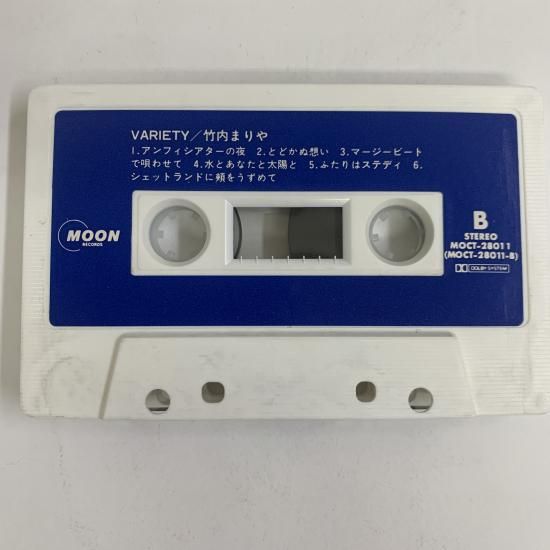 VARIETY／竹内まりや
1.アンフィシアターの夜 2.とどかぬ想い 3.マージービート
で唄わせて 4.水とあなたと太陽と 5.ふたりはステディ 6.
シェットランドに頬をうずめて
MOON
RECORDS
B
STEREO
MOCT-28011
(MOCT-28011-B)
DOLBY SYSTEM